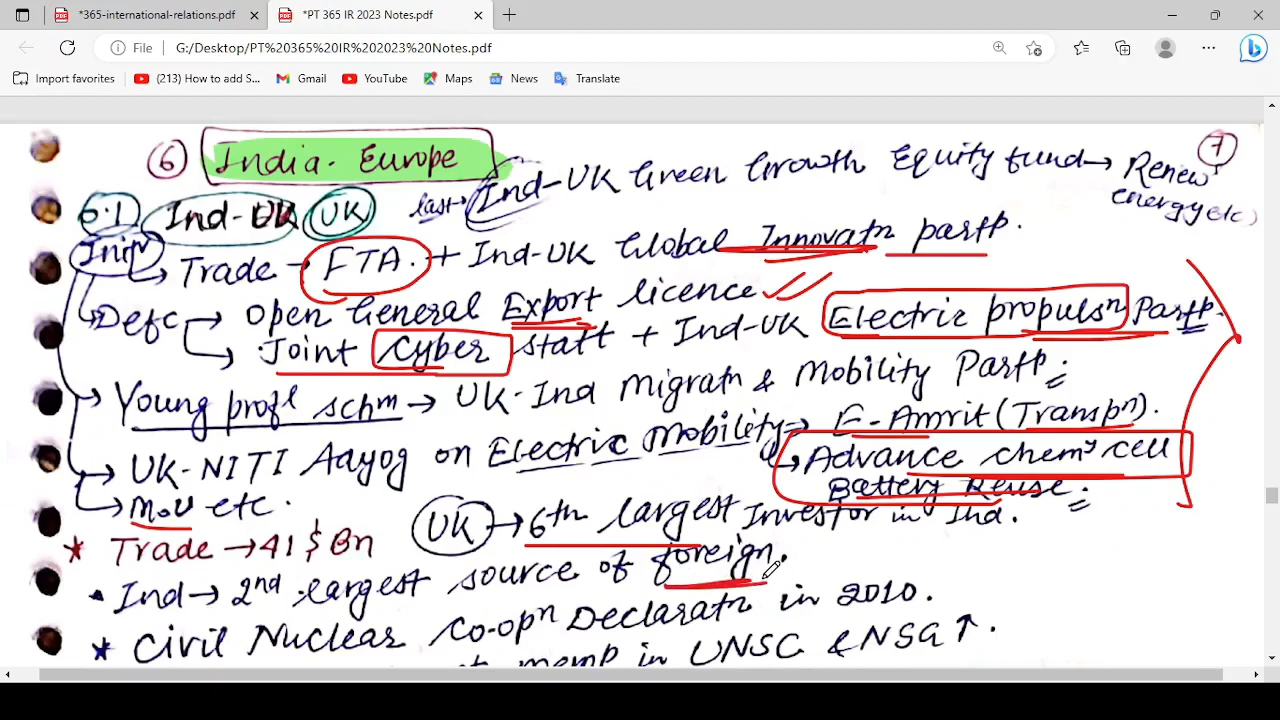 *365-international-relations.pdf
*PT 365 IR 2023 Notes.pdf
File G:/Desktop/PT%20365%20IR%202023%20Notes.pdf
Import favorites (213) How to add S... Gmail YouTube Maps News Translate
7
6 India - Europe
6.1 Ind-UK UK last→ Ind-UK Green Growth Equity fund → Renew energy etc)
Trade → FTA. + Ind-UK Global Innovatn partp.
Defc → Open General Export licence
Joint Cyber staff + Ind-UK Electric propulsn Partp.
Young profl schm → UK-Ind Migratn & Mobility Partp.
UK-NITI Aayog on Electric Mobility → E-Amrit (Transpn).
→ Advance chemy cell
Battery Reuse.
→ MoU etc.
UK → 6th largest Investor in Ind.
* Trade → 41 $ Bn
• Ind → 2nd largest source of foreign.
* Civil Nuclear Co-opn Declaratn in 2010.
memp in UNSC & NSG ↑.